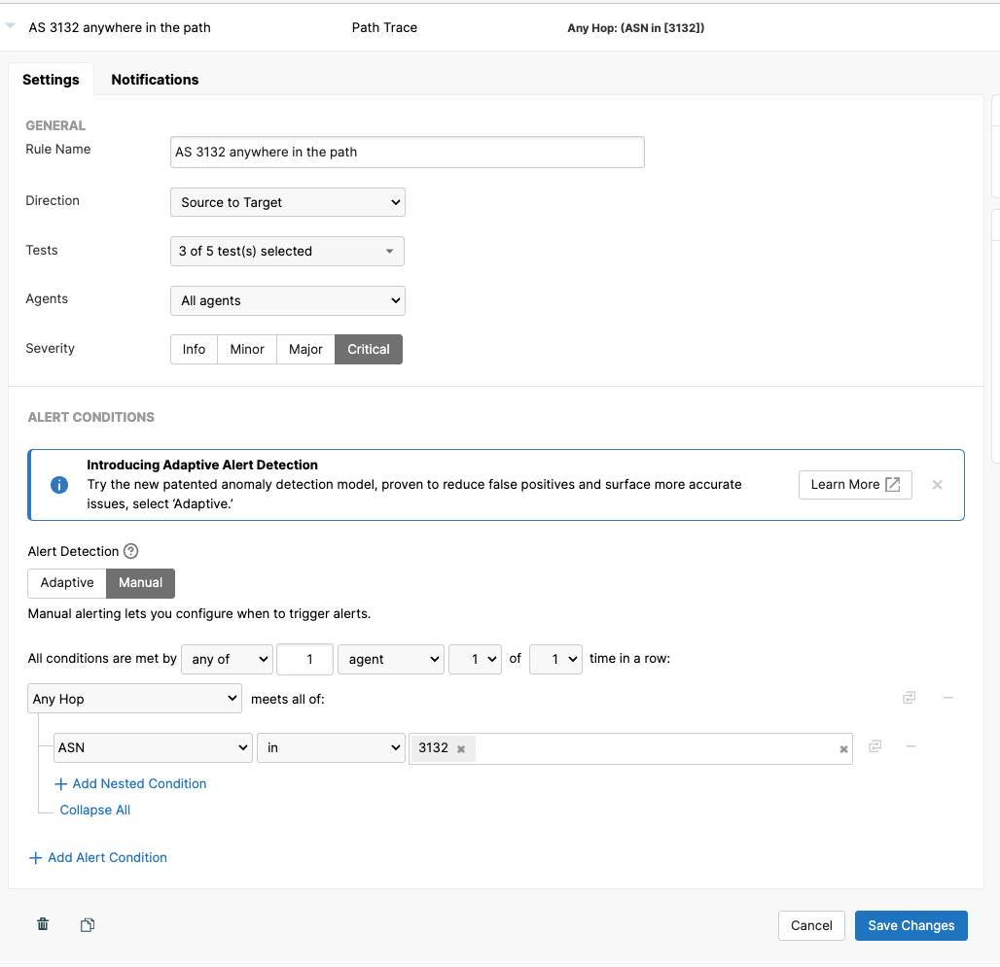 AS 3132 anywhere in the path Path Trace Any Hop: (ASN in [3132])
Settings Notifications
GENERAL
Rule Name AS 3132 anywhere in the path
Direction Source to Target
Tests 3 of 5 test(s) selected
Agents All agents
Severity Info Minor Major Critical
ALERT CONDITIONS
Introducing Adaptive Alert Detection
Try the new patented anomaly detection model, proven to reduce false positives and surface more accurate
issues, select ‘Adaptive.’
Learn More
Alert Detection
Adaptive Manual
Manual alerting lets you configure when to trigger alerts.
All conditions are met by any of 1 agent 1 of 1 time in a row:
Any Hop meets all of:
ASN in 3132
+ Add Nested Condition
Collapse All
+ Add Alert Condition
Cancel Save Changes